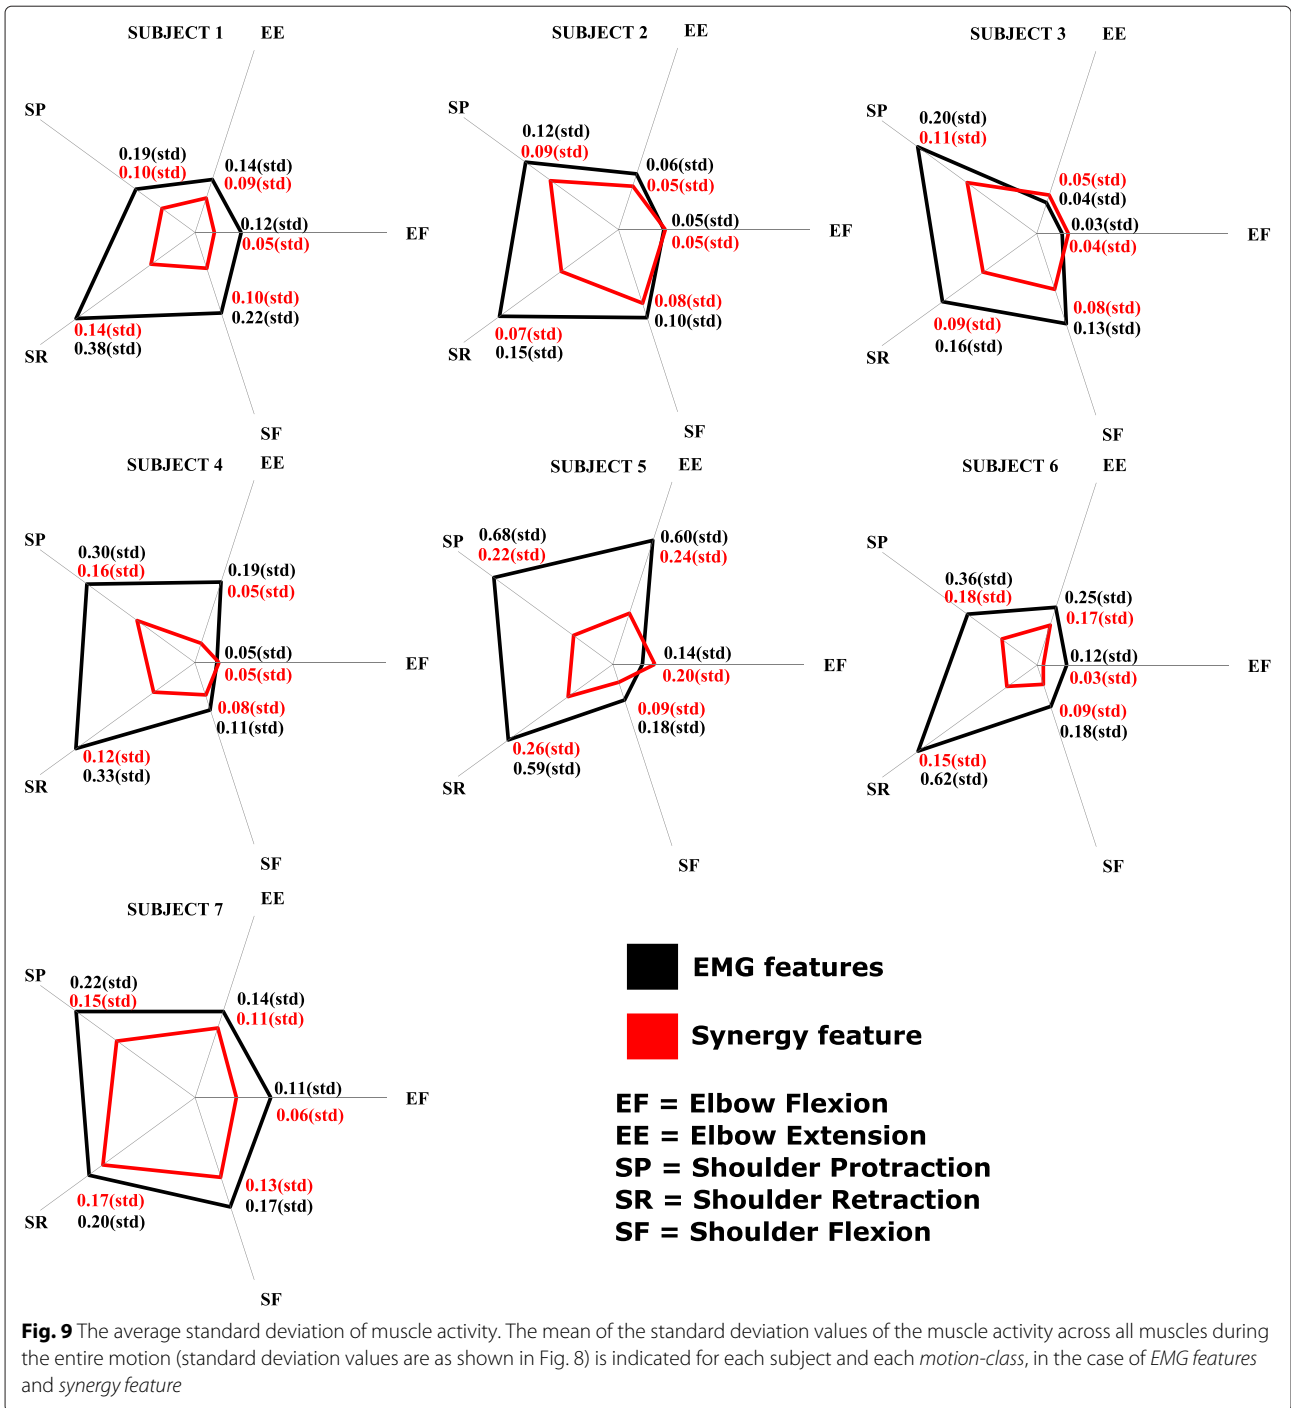 SUBJECT 1
EE
SP
0.19(std)
0.10(std)
0.14(std)
0.09(std)
0.12(std)
0.05(std)
EF
0.10(std)
0.22(std)
0.14(std)
0.38(std)
SR
SF
SUBJECT 2
EE
SP
0.12(std)
0.09(std)
0.06(std)
0.05(std)
0.05(std)
0.05(std)
EF
0.08(std)
0.10(std)
0.07(std)
0.15(std)
SR
SF
SUBJECT 3
EE
SP
0.20(std)
0.11(std)
0.05(std)
0.04(std)
0.03(std)
0.04(std)
EF
0.08(std)
0.13(std)
0.09(std)
0.16(std)
SR
SF
SUBJECT 4
EE
SP
0.30(std)
0.16(std)
0.19(std)
0.05(std)
0.05(std)
0.05(std)
EF
0.08(std)
0.11(std)
0.12(std)
0.33(std)
SR
SF
SUBJECT 5
EE
SP
0.68(std)
0.22(std)
0.60(std)
0.24(std)
0.14(std)
0.20(std)
EF
0.09(std)
0.18(std)
0.26(std)
0.59(std)
SR
SF
SUBJECT 6
EE
SP
0.36(std)
0.18(std)
0.25(std)
0.17(std)
0.12(std)
0.03(std)
EF
0.09(std)
0.18(std)
0.15(std)
0.62(std)
SR
SF
SUBJECT 7
EE
SP
0.22(std)
0.15(std)
0.14(std)
0.11(std)
0.11(std)
0.06(std)
EF
0.13(std)
0.17(std)
0.17(std)
0.20(std)
SR
SF
EMG features
Synergy feature
EF = Elbow Flexion
EE = Elbow Extension
SP = Shoulder Protraction
SR = Shoulder Retraction
SF = Shoulder Flexion
Fig. 9 The average standard deviation of muscle activity. The mean of the standard deviation values of the muscle activity across all muscles during
the entire motion (standard deviation values are as shown in Fig. 8) is indicated for each subject and each motion-class, in the case of EMG features
and synergy feature